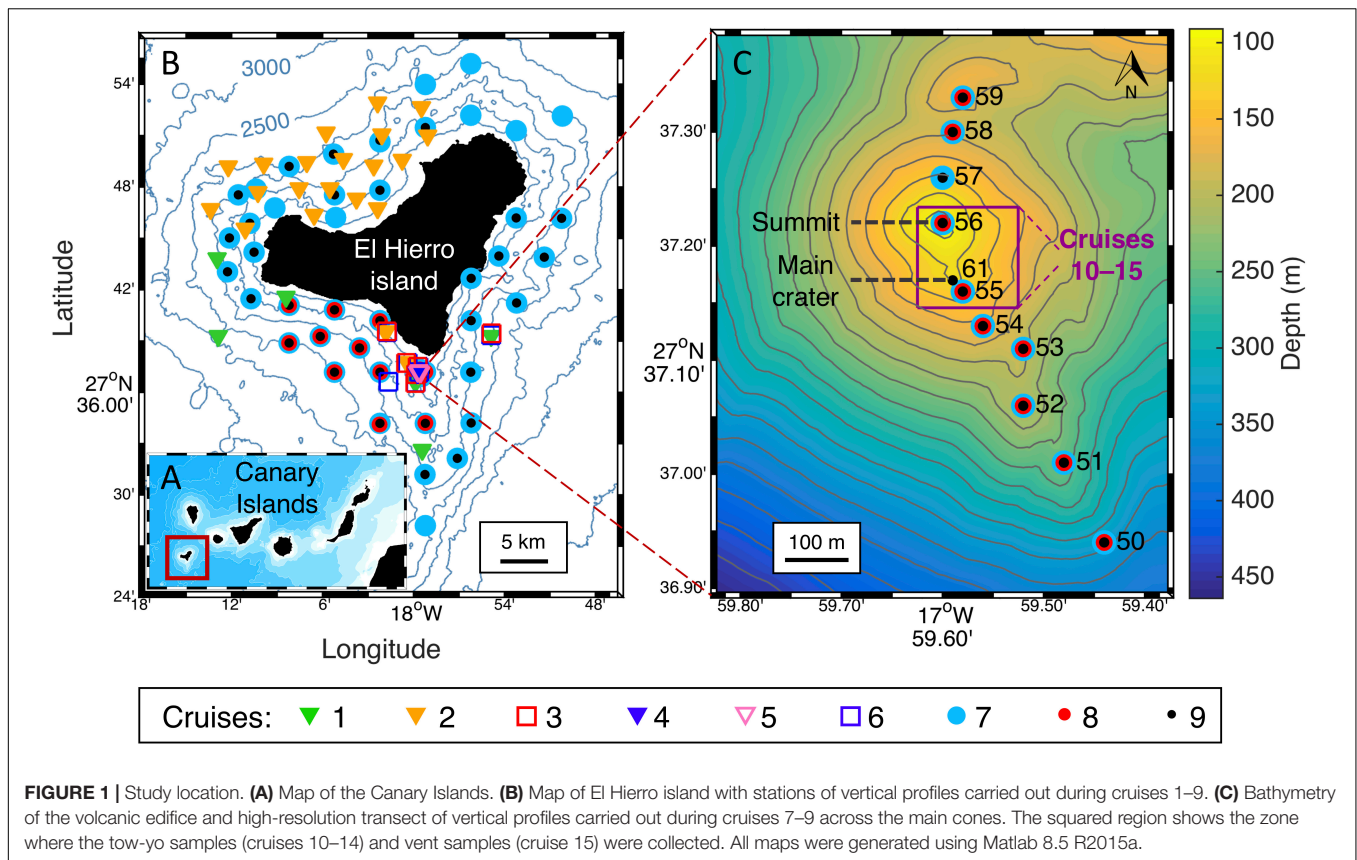 B
3000
2500
54'
48'
42'
27°N
36.00'
30'
24'
Latitude
El Hierro
island
A
Canary
Islands
5 km
18'
12'
6'
18°W
54'
48'
Longitude
C
N
59
58
57
56
Summit
61
Main
crater
55
54
53
52
51
50
Cruises
10–15
100 m
37.30'
37.20'
27°N
37.10'
37.00'
36.90'
59.80'
59.70'
17°W
59.60'
59.50'
59.40'
100
150
200
250
300
350
400
450
Depth (m)
Cruises: 1 2 3 4 5 6 7 8 9
FIGURE 1 | Study location. (A) Map of the Canary Islands. (B) Map of El Hierro island with stations of vertical profiles carried out during cruises 1–9. (C) Bathymetry
of the volcanic edifice and high-resolution transect of vertical profiles carried out during cruises 7–9 across the main cones. The squared region shows the zone
where the tow-yo samples (cruises 10–14) and vent samples (cruise 15) were collected. All maps were generated using Matlab 8.5 R2015a.